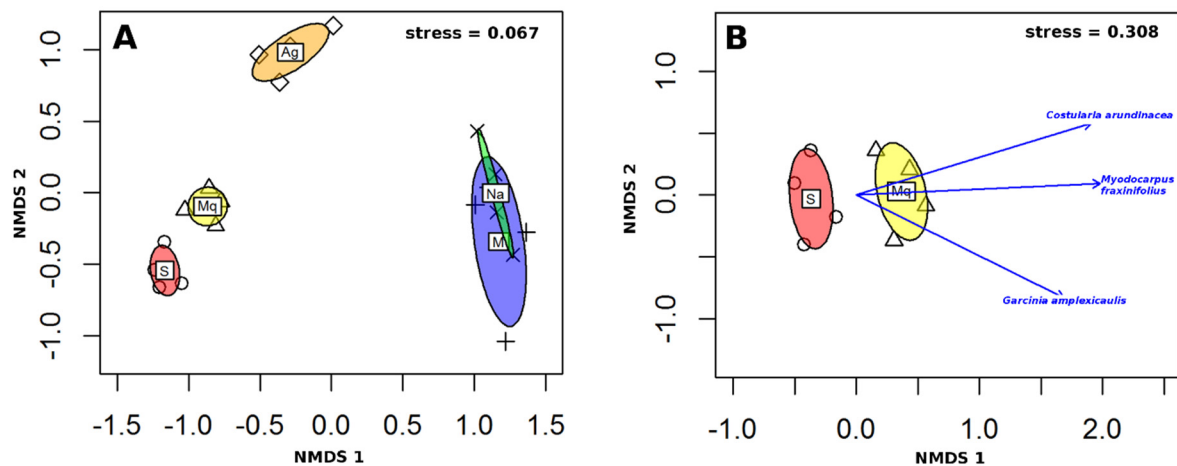 A
stress = 0.067
Ag
Mq
S
Na
M
1.0
0.5
0.0
-0.5
-1.0
NMDS 2
-1.5
-1.0
-0.5
0.0
0.5
1.0
1.5
NMDS 1
B
stress = 0.308
Costularia arundinacea
Myodocarpus
fraxinifolius
Garcinia amplexicaulis
S
Mq
1.0
0.0
-1.0
NMDS 2
-1.0
0.0
1.0
2.0
NMDS 1